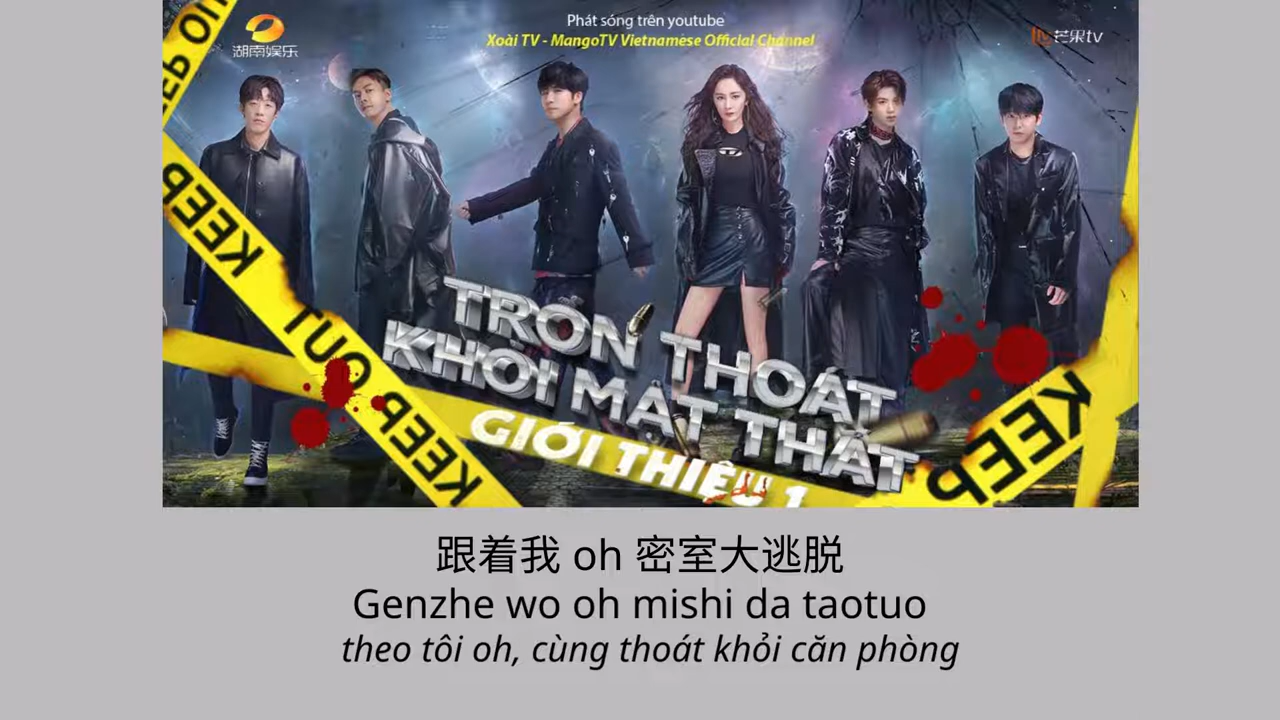 KEEP OU
湖南娱乐
Phát sóng trên youtube
Xoài TV - MangoTV Vietnamese Official Channel
芒果tv
KEEP
OUT
KEEP
TRỐN THOÁT
KHỎI MẬT THẤT
GIỚI THIỆU 1
KEEP
跟着我 oh 密室大逃脱
Genzhe wo oh mishi da taotuo
theo tôi oh, cùng thoát khỏi căn phòng